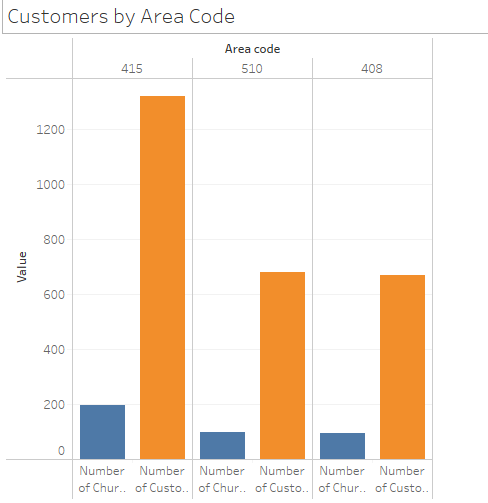 Customers by Area Code
Area code
415 510 408
1200
1000
800
600
400
200
0
Value
Number of Chur..
Number of Custo..
Number of Chur..
Number of Custo..
Number of Chur..
Number of Custo..